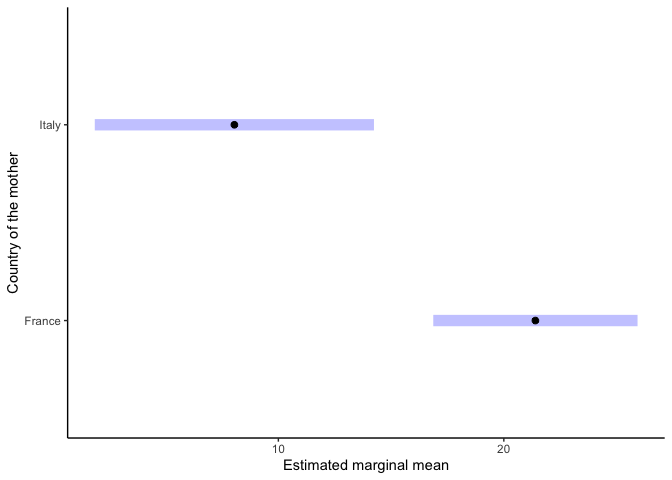 Country of the mother
Italy
France
10
20
Estimated marginal mean